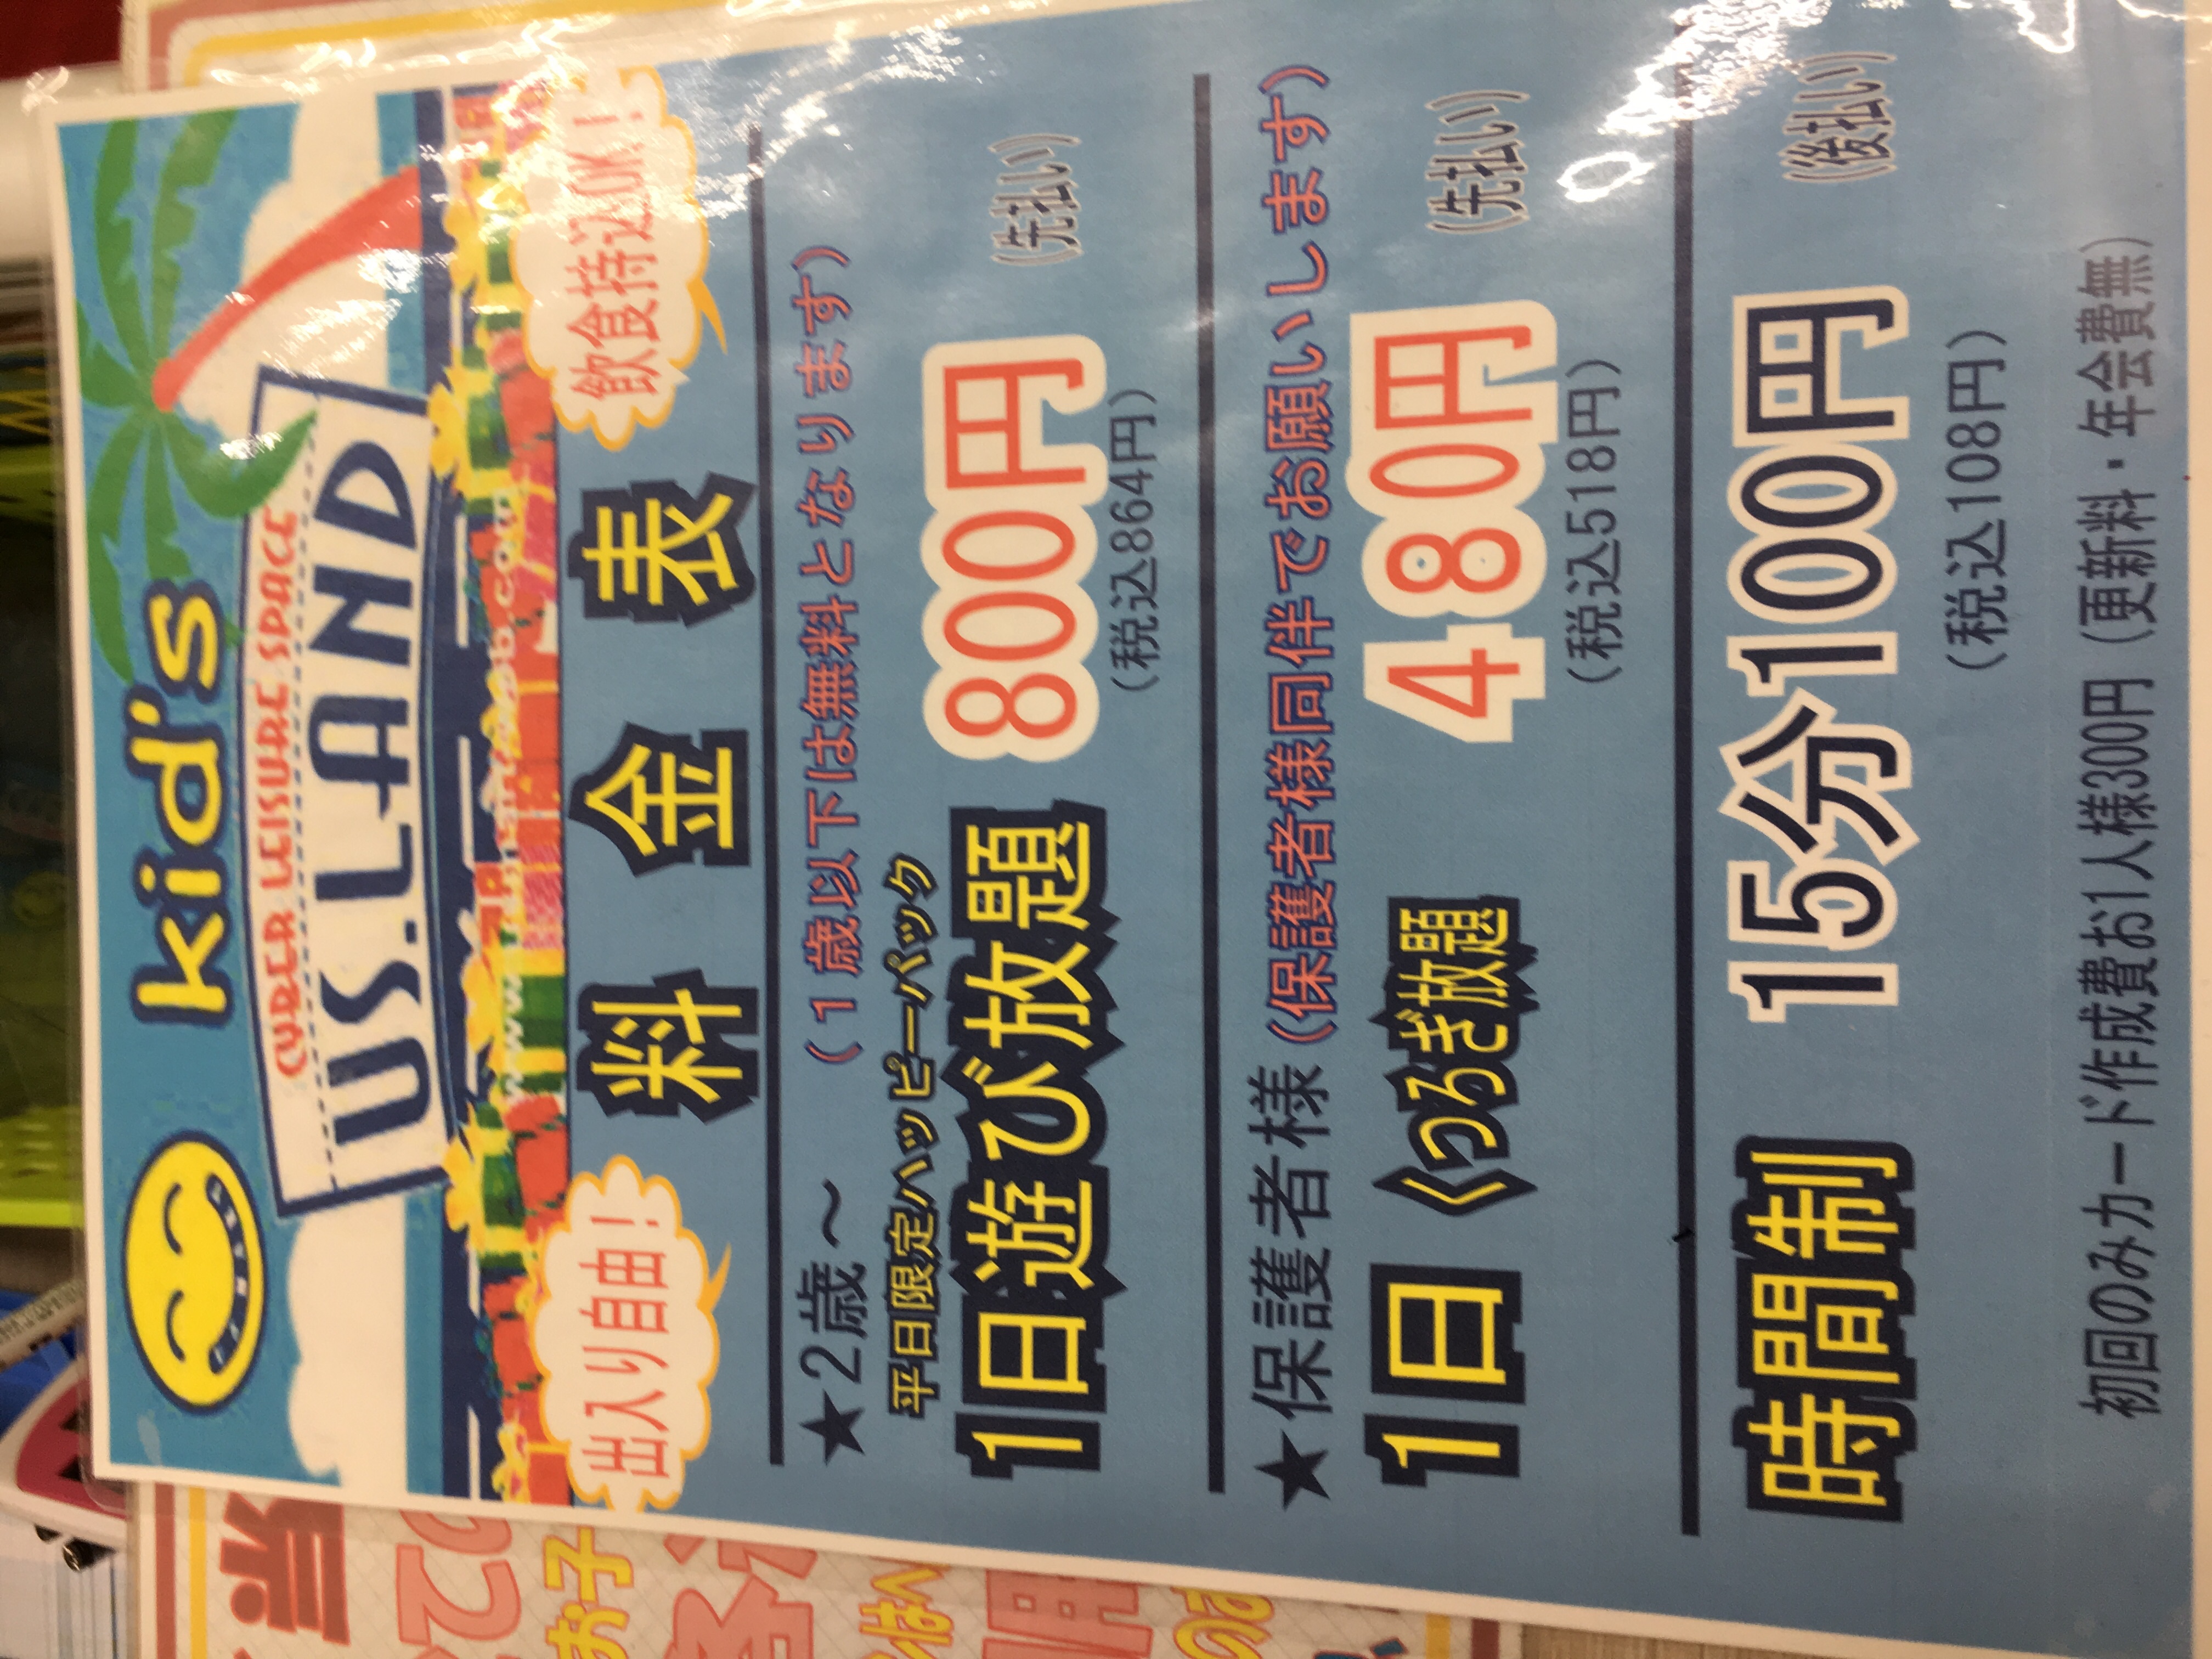 kid's
CYBER LEISURE SPACE
U.S.LAND
出入り自由！
料金表
飲食持込OK！
★2歳～ （1歳以下は無料となります）
平日限定ハッピーパック
1日遊び放題 800円 （先払い）
（税込864円）
★保護者様（保護者様同伴でお願いします）
1日くつろぎ放題 480円 （先払い）
（税込518円）
時間制 15分100円 （後払い）
（税込108円）
初回のみカード作成費お1人様300円（更新料・年会費無）